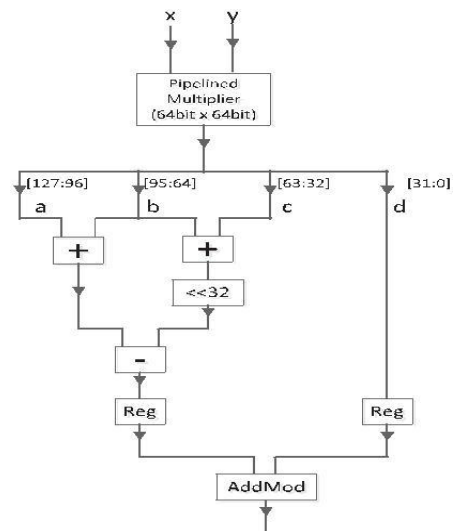 x y
Pipelined
Multiplier
(64bit x 64bit)
[127:96] [95:64] [63:32] [31:0]
a b c d
+ +
<<32
-
Reg Reg
AddMod